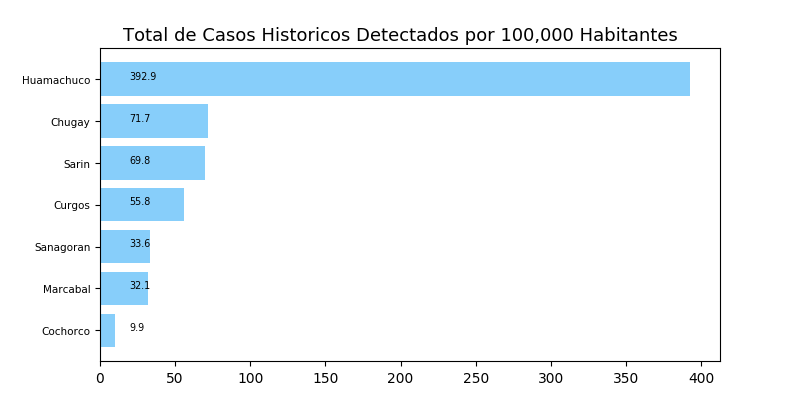 Total de Casos Historicos Detectados por 100,000 Habitantes
Huamachuco 392.9
Chugay 71.7
Sarin 69.8
Curgos 55.8
Sanagoran 33.6
Marcabal 32.1
Cochorco 9.9
0 50 100 150 200 250 300 350 400